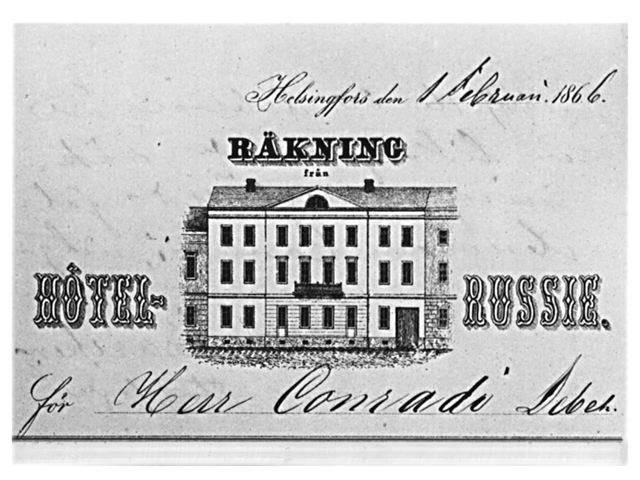 Helsingfors den 1 Februari. 1866.
RÄKNING
från
HÔTEL-RUSSIE.
för Herr Conradi Debet.